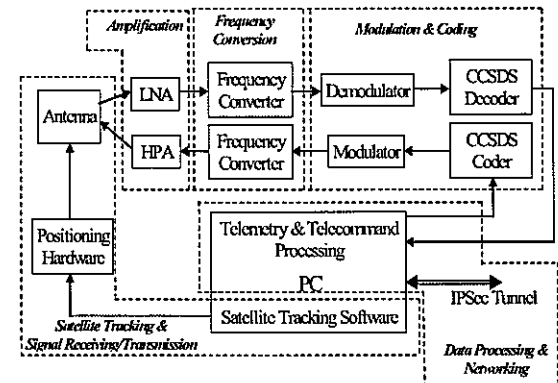 Amplification
Frequency
Conversion
Modulation & Coding
Antenna
LNA
Frequency
Converter
Demodulator
CCSDS
Decoder
HPA
Frequency
Converter
Modulator
CCSDS
Coder
Positioning
Hardware
Telemetry & Telecommand
Processing
PC
Satellite Tracking Software
IPSec Tunnel
Satellite Tracking &
Signal Receiving/Transmission
Data Processing &
Networking